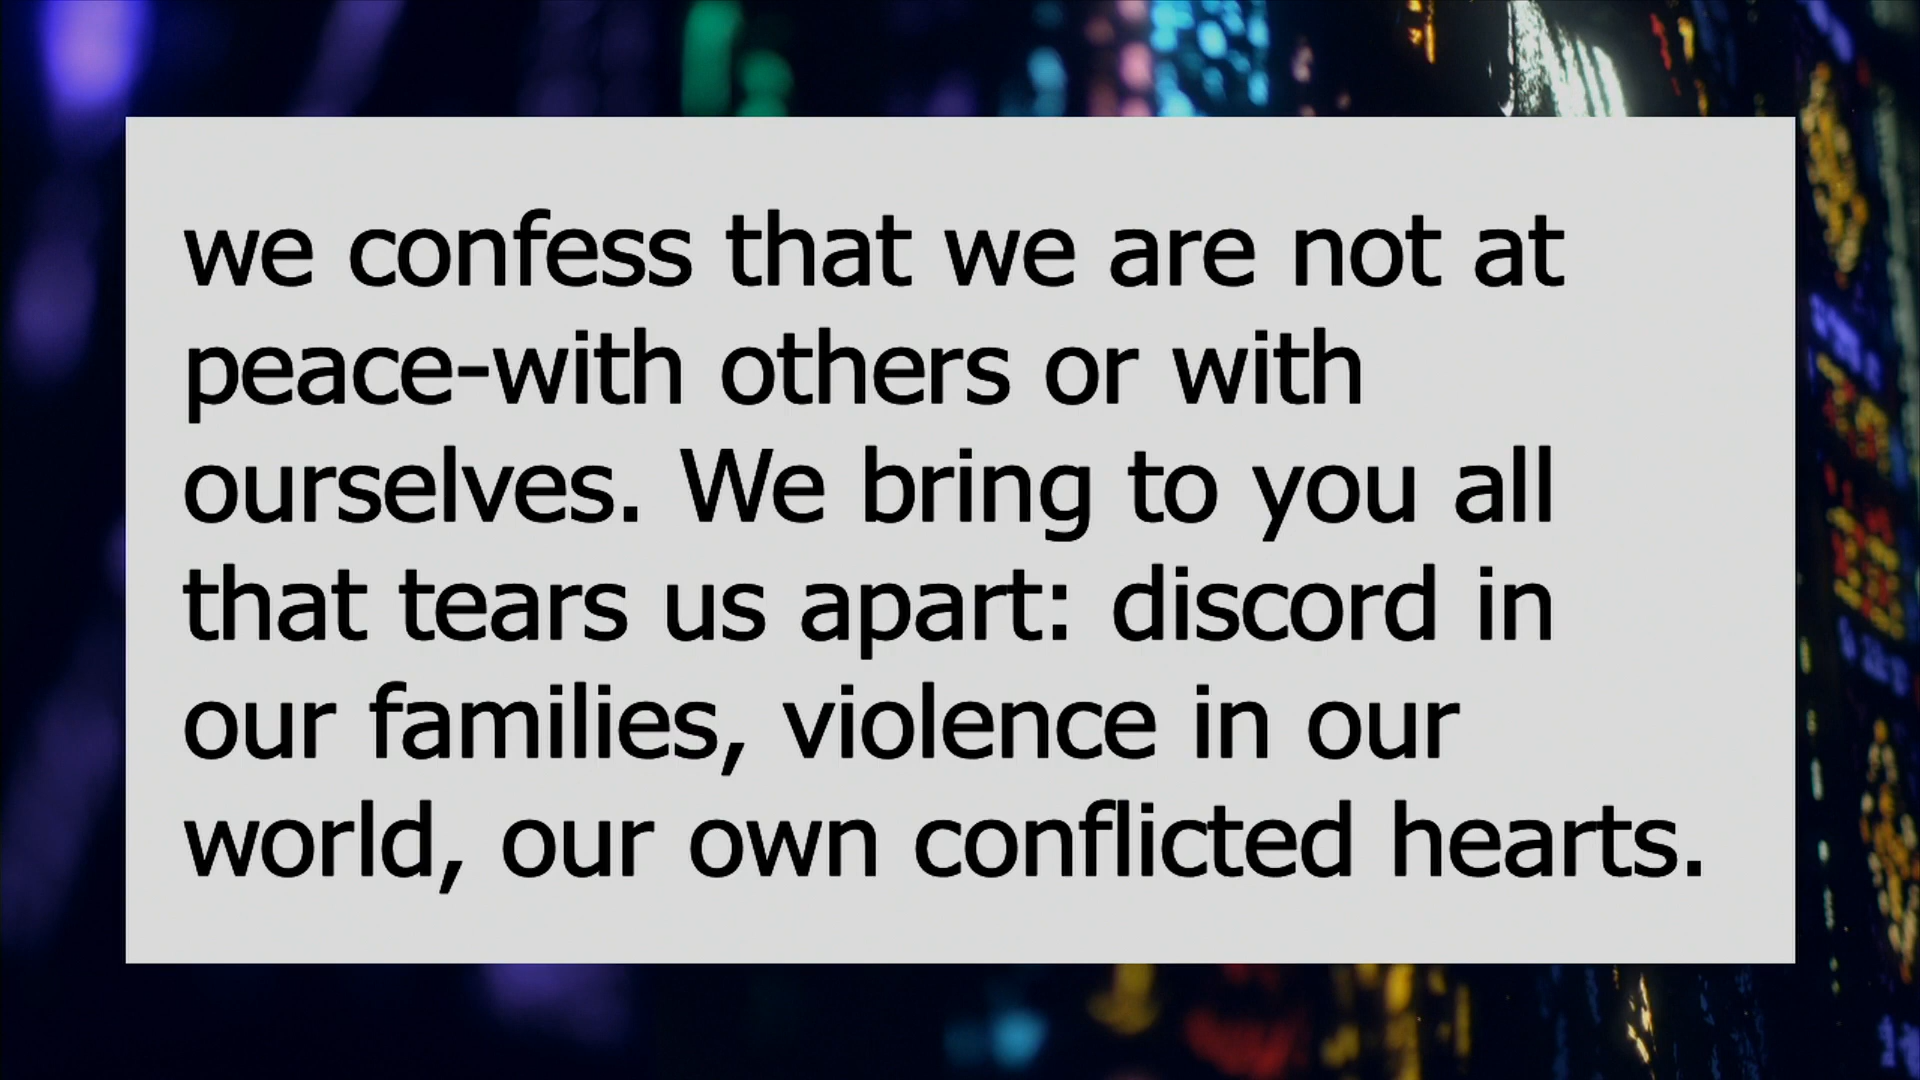 we confess that we are not at
peace-with others or with
ourselves. We bring to you all
that tears us apart: discord in
our families, violence in our
world, our own conflicted hearts.